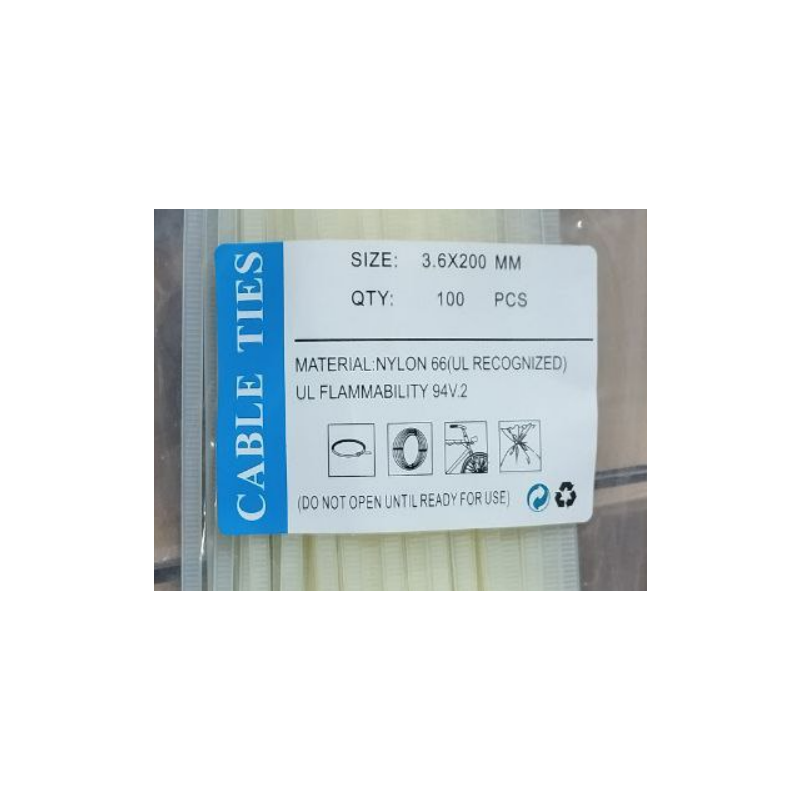 CABLE TIES
SIZE: 3.6X200 MM
QTY: 100 PCS
MATERIAL:NYLON 66(UL RECOGNIZED)
UL FLAMMABILITY 94V.2
(DO NOT OPEN UNTIL READY FOR USE)